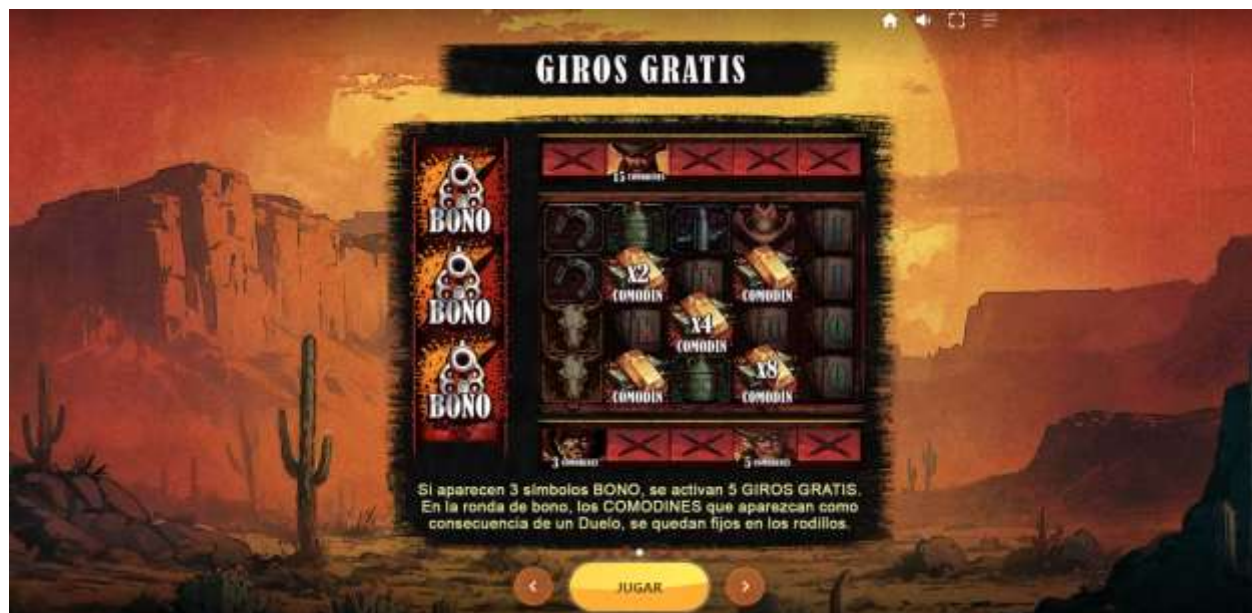 GIROS GRATIS
BONO
BONO
BONO
15 COMODINES
X2
COMODIN
COMODIN
X4
COMODIN
COMODIN
X8
COMODIN
3 COMODINES
5 COMODINES
Si aparecen 3 símbolos BONO, se activan 5 GIROS GRATIS.
En la ronda de bono, los COMODINES que aparezcan como
consecuencia de un Duelo, se quedan fijos en los rodillos.
JUGAR